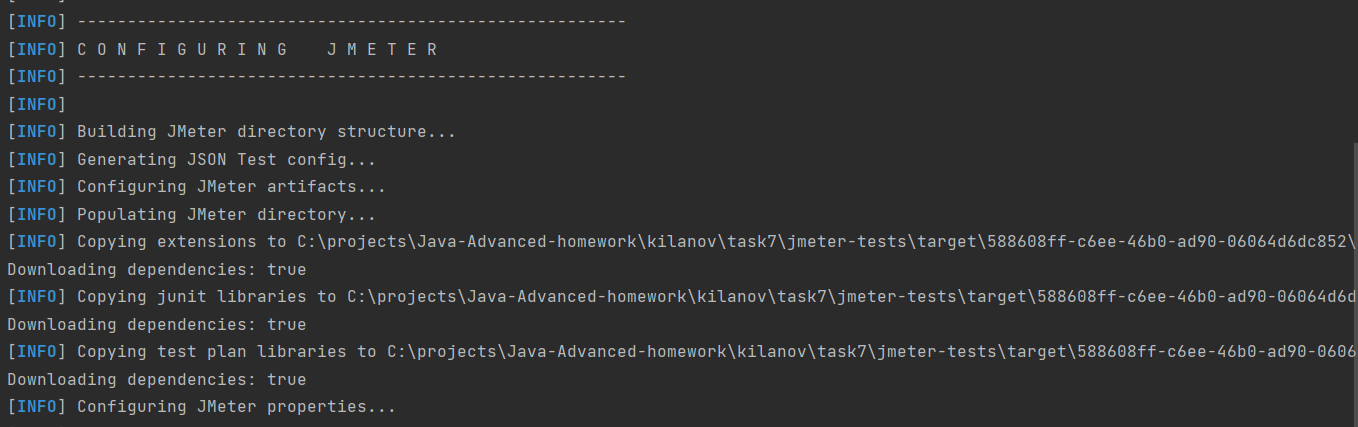 [INFO] -------------------------------------------------------
[INFO] C O N F I G U R I N G    J M E T E R
[INFO] -------------------------------------------------------
[INFO]
[INFO] Building JMeter directory structure...
[INFO] Generating JSON Test config...
[INFO] Configuring JMeter artifacts...
[INFO] Populating JMeter directory...
[INFO] Copying extensions to C:\projects\Java-Advanced-homework\kilanov\task7\jmeter-tests\target\588608ff-c6ee-46b0-ad90-06064d6dc852\
Downloading dependencies: true
[INFO] Copying junit libraries to C:\projects\Java-Advanced-homework\kilanov\task7\jmeter-tests\target\588608ff-c6ee-46b0-ad90-06064d6d
Downloading dependencies: true
[INFO] Copying test plan libraries to C:\projects\Java-Advanced-homework\kilanov\task7\jmeter-tests\target\588608ff-c6ee-46b0-ad90-0606
Downloading dependencies: true
[INFO] Configuring JMeter properties...